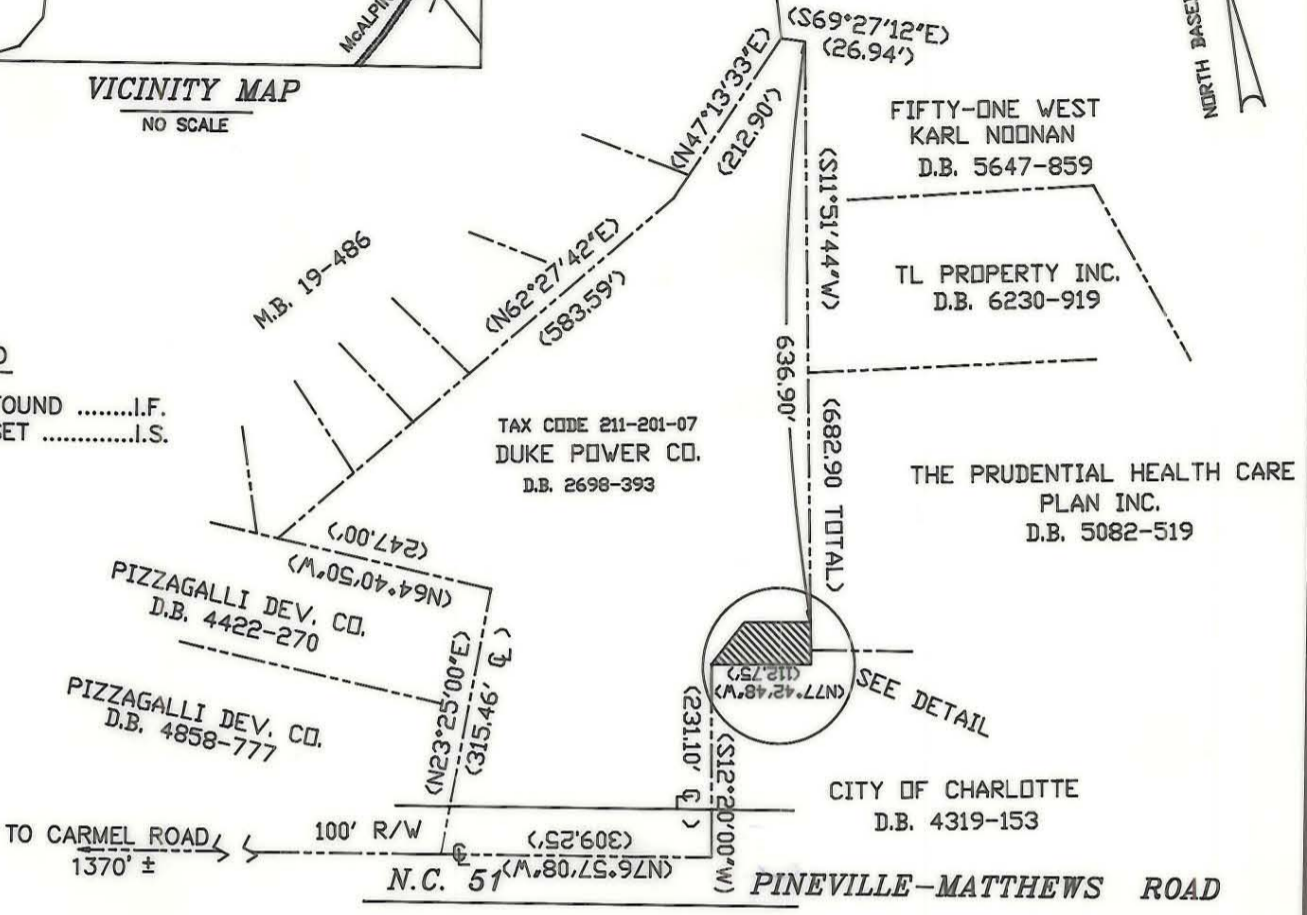 McALPIN
VICINITY MAP
NO SCALE
(S69°27'12"E)
(26.94')
NORTH BASE
(N47°13'33"E)
(212.90')
FIFTY-ONE WEST
KARL NOONAN
D.B. 5647-859
(S11°51'44"W)
M.B. 19-486
(N62°27'42"E)
(583.59')
TL PROPERTY INC.
D.B. 6230-919
636.90'
OUND ........I.F.
SET .............I.S.
TAX CODE 211-201-07
DUKE POWER CO.
D.B. 2698-393
(682.90 TOTAL)
THE PRUDENTIAL HEALTH CARE
PLAN INC.
D.B. 5082-519
(247.00')
(N64°40'50"W)
PIZZAGALLI DEV. CO.
D.B. 4422-270
(N23°25'00"E)
(315.46' ℄ )
(112.75')
(N77°42'48"W)
SEE DETAIL
PIZZAGALLI DEV. CO.
D.B. 4858-777
(231.10' ℄ )
(S12°20'00"W)
CITY OF CHARLOTTE
D.B. 4319-153
TO CARMEL ROAD
1370' ±
100' R/W
℄
(309.25')
(N76°57'08"W)
N.C. 51
PINEVILLE-MATTHEWS ROAD